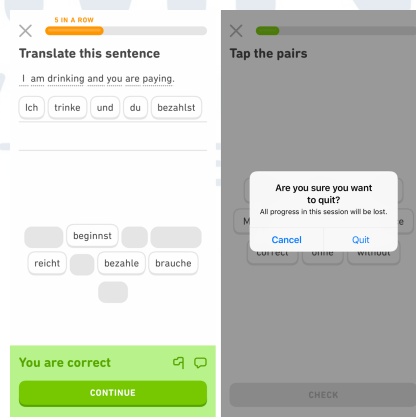 5 IN A ROW
Translate this sentence
I am drinking and you are paying.
Ich trinke und du bezahlst
beginnst
reicht bezahle brauche
You are correct
CONTINUE
Tap the pairs
Are you sure you want
to quit?
All progress in this session will be lost.
Cancel Quit
correct ohne without
CHECK